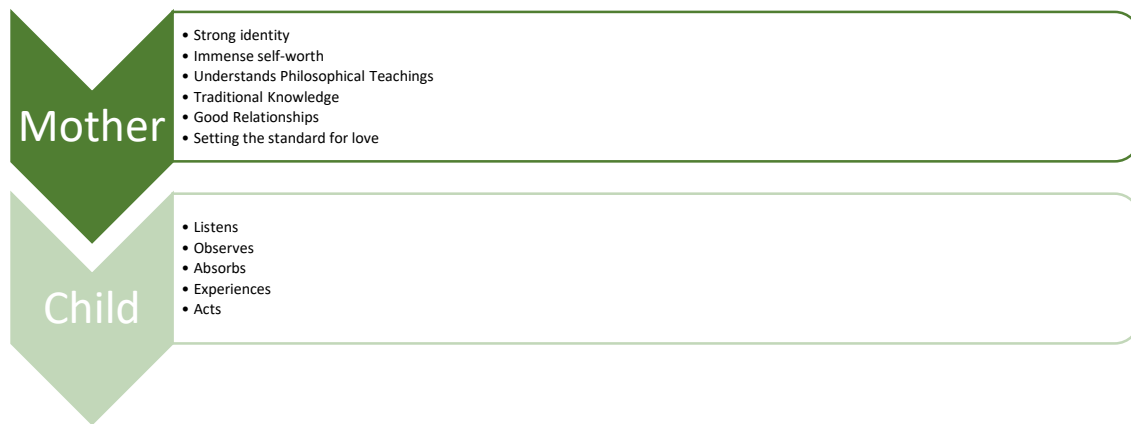 Mother
• Strong identity
• Immense self-worth
• Understands Philosophical Teachings
• Traditional Knowledge
• Good Relationships
• Setting the standard for love
Child
• Listens
• Observes
• Absorbs
• Experiences
• Acts